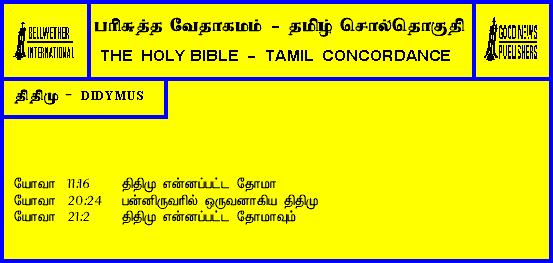 BELLWETHER
INTERNATIONAL
பரிசுத்த வேதாகமம் - தமிழ் சொல்தொகுதி
THE HOLY BIBLE - TAMIL CONCORDANCE
GOOD NEWS
PUBLISHERS
திதிமு - DIDYMUS
யோவா 11:16 திதிமு என்னப்பட்ட தோமா
யோவா 20:24 பன்னிருவரில் ஒருவனாகிய திதிமு
யோவா 21:2 திதிமு என்னப்பட்ட தோமாவும்